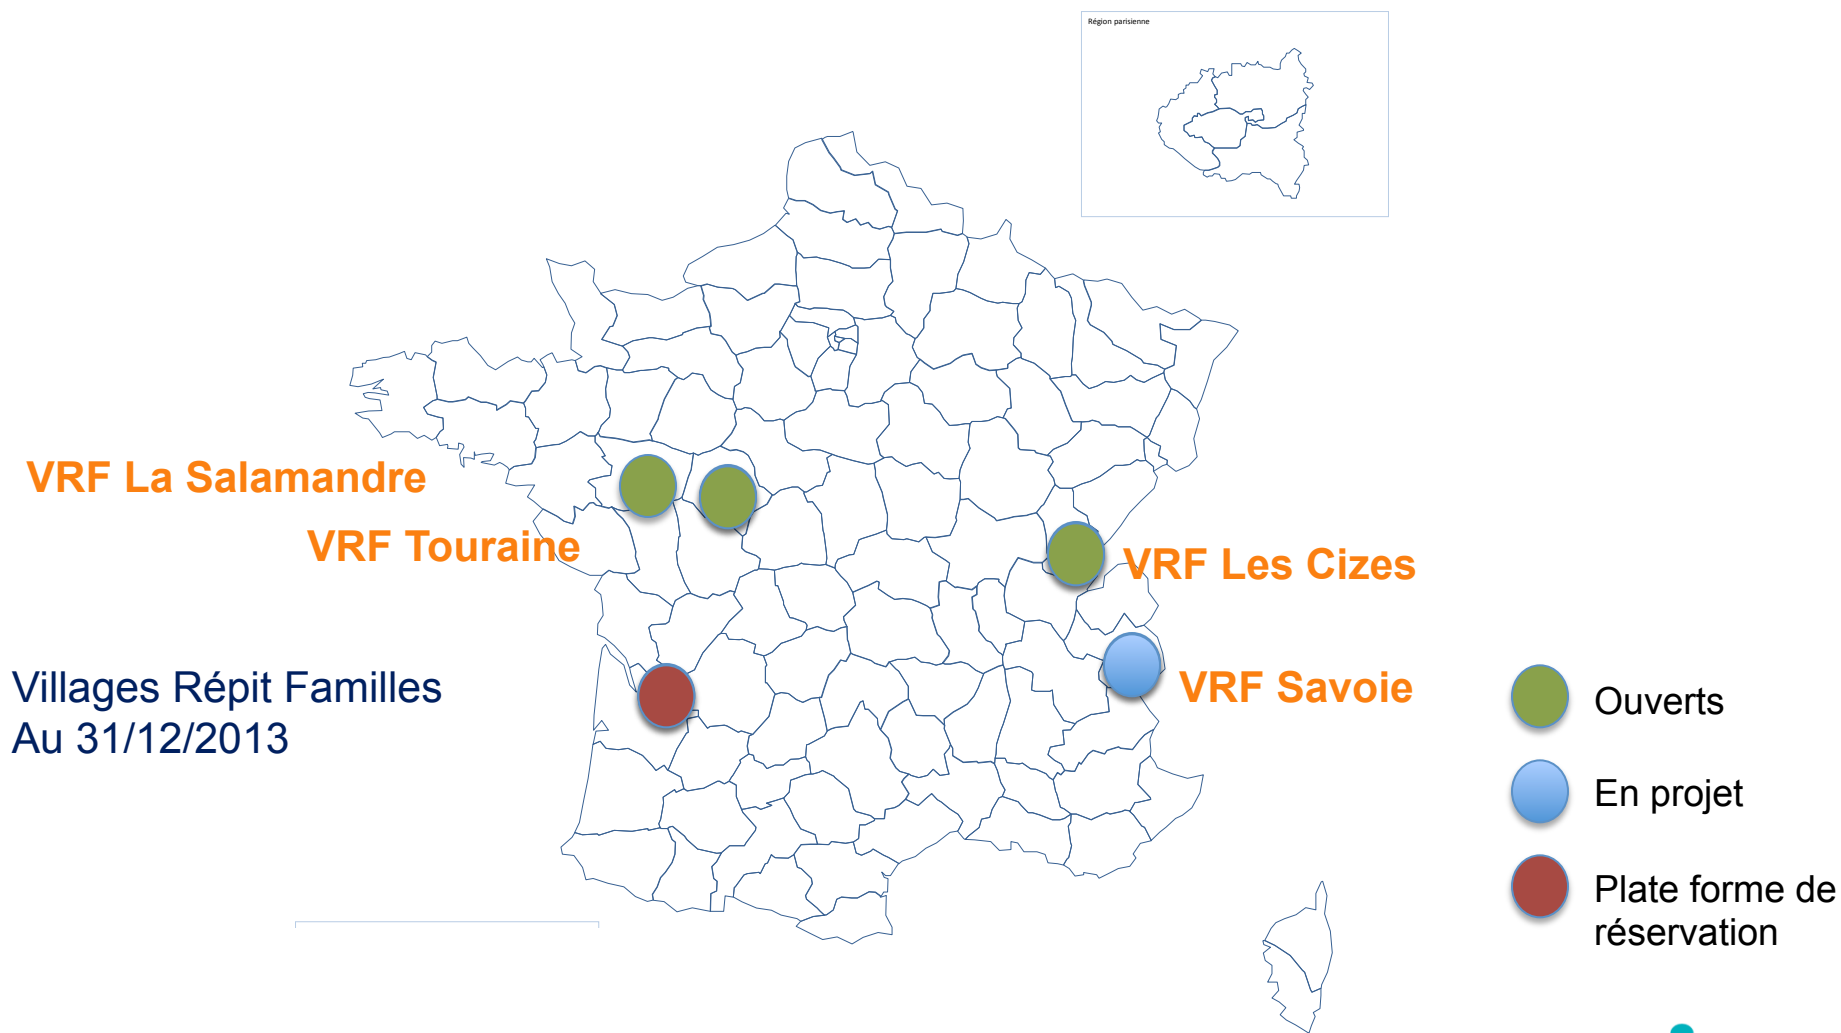 Région parisienne
VRF La Salamandre
VRF Touraine
VRF Les Cizes
VRF Savoie
Villages Répit Familles
Au 31/12/2013
Ouverts
En projet
Plate forme de
réservation